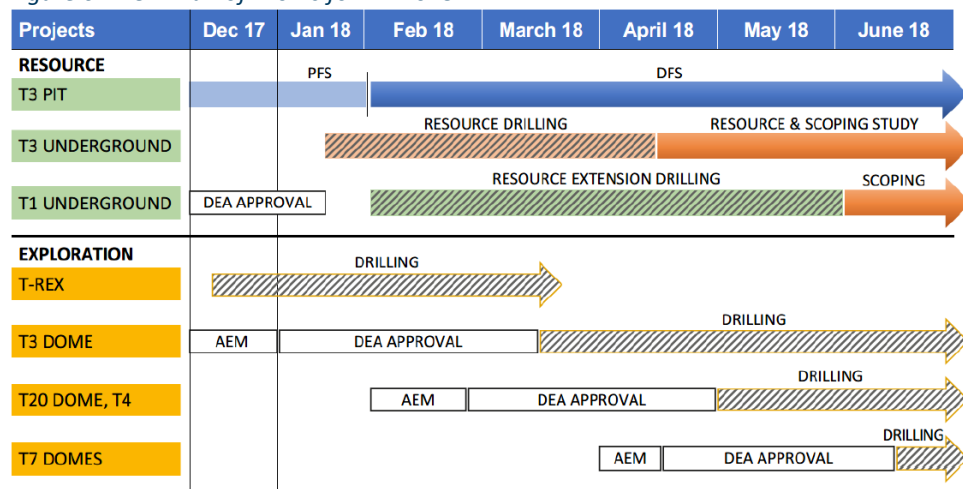 Projects Dec 17 Jan 18 Feb 18 March 18 April 18 May 18 June 18
RESOURCE
PFS DFS
T3 PIT
RESOURCE DRILLING RESOURCE & SCOPING STUDY
T3 UNDERGROUND
RESOURCE EXTENSION DRILLING SCOPING
T1 UNDERGROUND DEA APPROVAL
EXPLORATION
DRILLING
T-REX
DRILLING
T3 DOME AEM DEA APPROVAL
DRILLING
T20 DOME, T4 AEM DEA APPROVAL
DRILLING
T7 DOMES AEM DEA APPROVAL